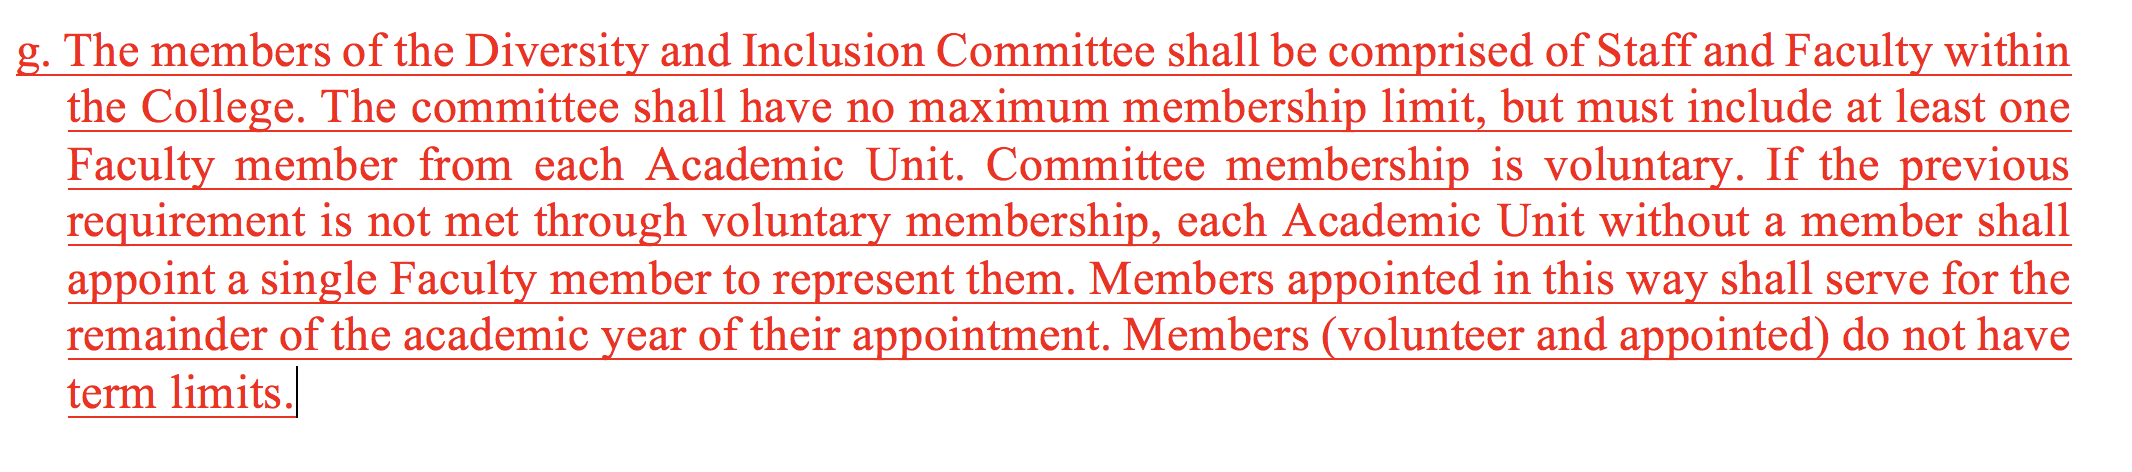 g. The members of the Diversity and Inclusion Committee shall be comprised of Staff and Faculty within
the College. The committee shall have no maximum membership limit, but must include at least one
Faculty member from each Academic Unit. Committee membership is voluntary. If the previous
requirement is not met through voluntary membership, each Academic Unit without a member shall
appoint a single Faculty member to represent them. Members appointed in this way shall serve for the
remainder of the academic year of their appointment. Members (volunteer and appointed) do not have
term limits.